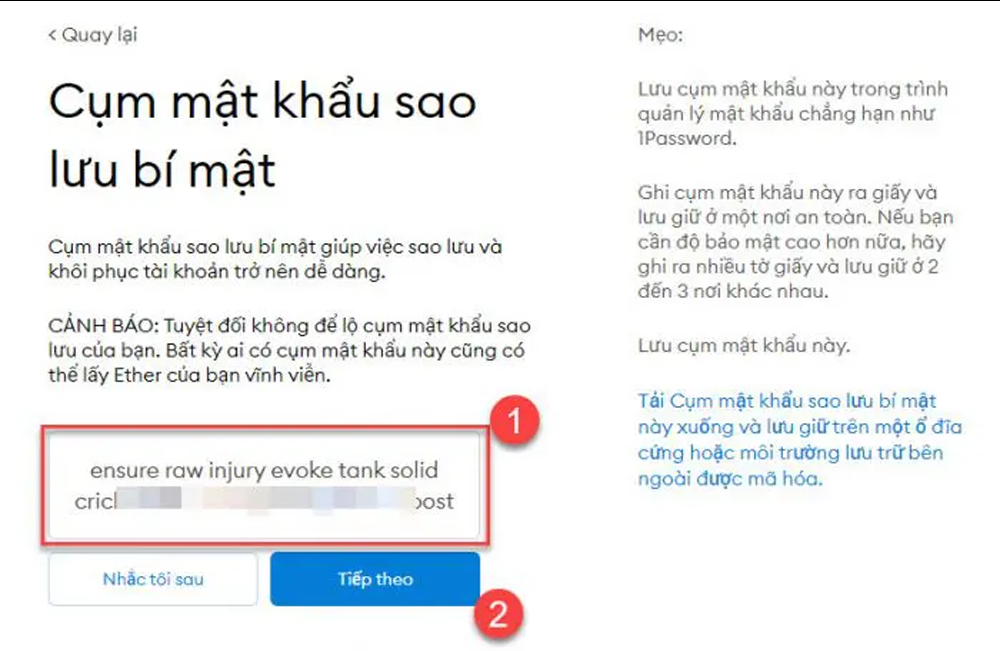 < Quay lại
Cụm mật khẩu sao
lưu bí mật
Cụm mật khẩu sao lưu bí mật giúp việc sao lưu và
khôi phục tài khoản trở nên dễ dàng.
CẢNH BÁO: Tuyệt đối không để lộ cụm mật khẩu sao
lưu của bạn. Bất kỳ ai có cụm mật khẩu này cũng có
thể lấy Ether của bạn vĩnh viễn.
1
ensure raw injury evoke tank solid
Nhắc tôi sau
Tiếp theo
2
Mẹo:
Lưu cụm mật khẩu này trong trình
quản lý mật khẩu chẳng hạn như
1Password.
Ghi cụm mật khẩu này ra giấy và
lưu giữ ở một nơi an toàn. Nếu bạn
cần độ bảo mật cao hơn nữa, hãy
ghi ra nhiều tờ giấy và lưu giữ ở 2
đến 3 nơi khác nhau.
Lưu cụm mật khẩu này.
Tải Cụm mật khẩu sao lưu bí mật
này xuống và lưu giữ trên một ổ đĩa
cứng hoặc môi trường lưu trữ bên
ngoài được mã hóa.